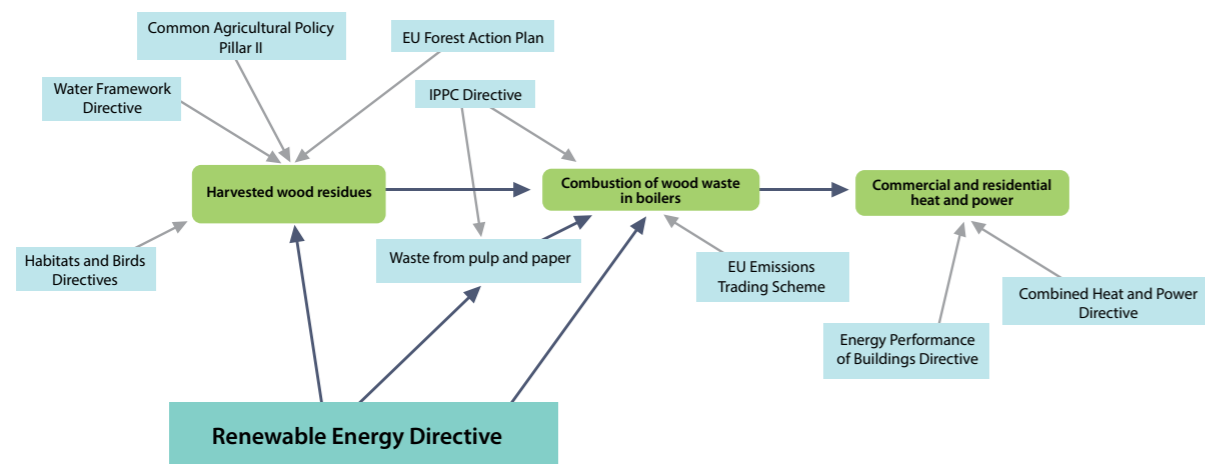 Common Agricultural Policy
Pillar II
EU Forest Action Plan
Water Framework
Directive
IPPC Directive
Harvested wood residues
Combustion of wood waste
in boilers
Commercial and residential
heat and power
Habitats and Birds
Directives
Waste from pulp and paper
EU Emissions
Trading Scheme
Combined Heat and Power
Directive
Energy Performance
of Buildings Directive
Renewable Energy Directive